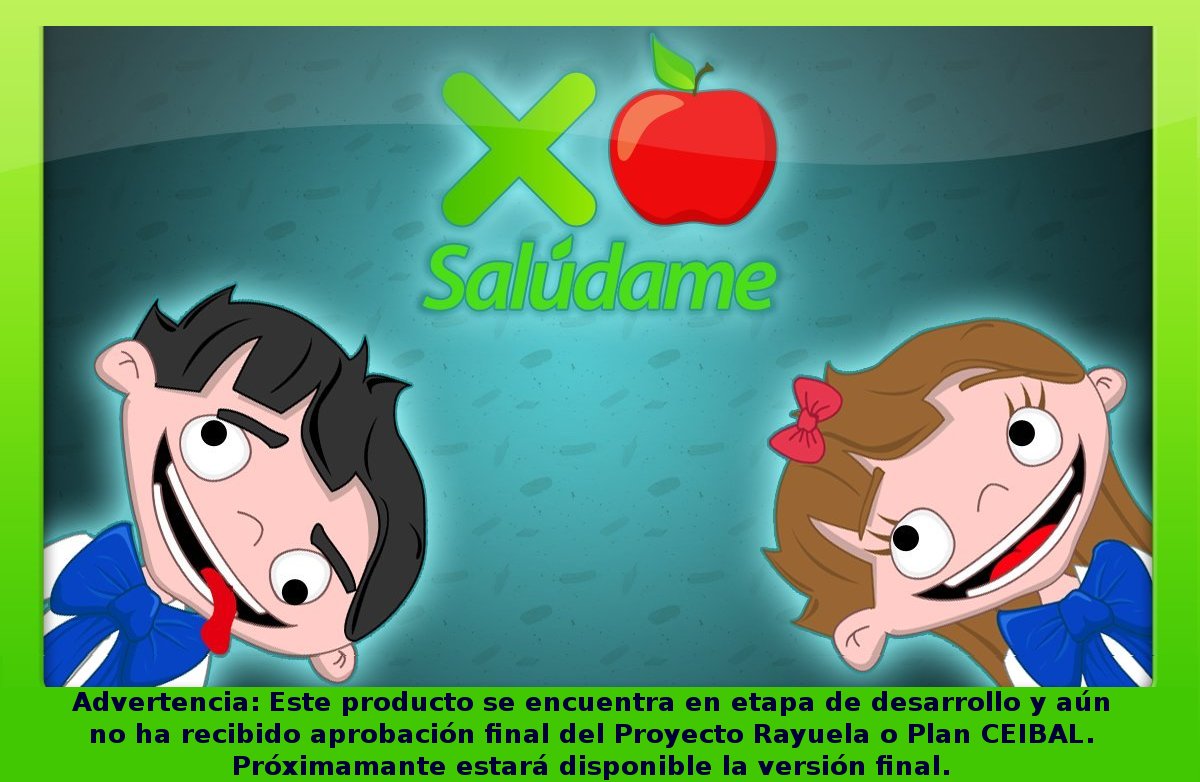 Salúdame
Advertencia: Este producto se encuentra en etapa de desarrollo y aún
no ha recibido aprobación final del Proyecto Rayuela o Plan CEIBAL.
Próximamante estará disponible la versión final.